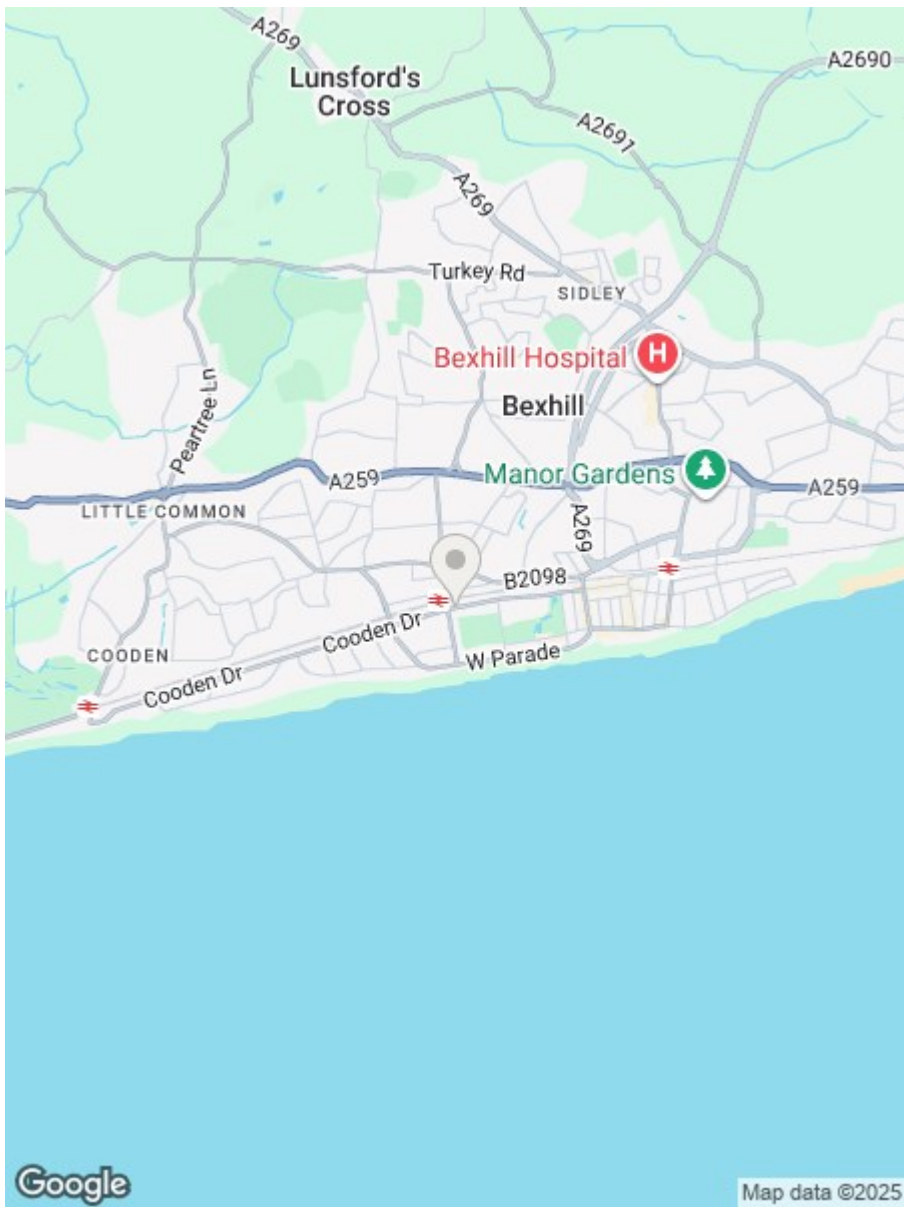 A269
A2690
Lunsford's
Cross
A2691
A269
Turkey Rd
SIDLEY
Bexhill Hospital
H
Peartree Ln
Bexhill
Manor Gardens
A259
A259
LITTLE COMMON
A269
B2098
Cooden Dr
W Parade
COODEN
Cooden Dr
Google
Map data ©2025